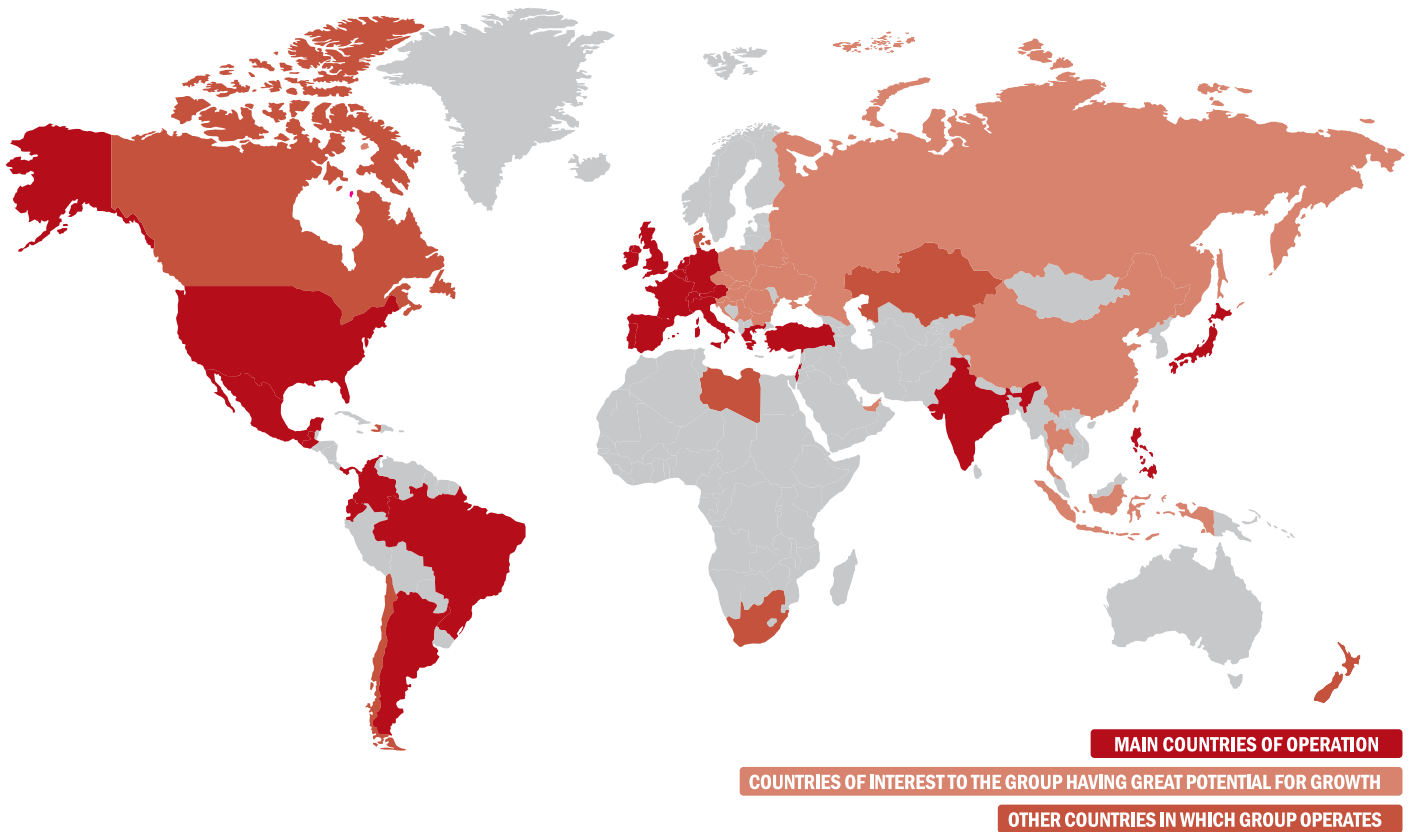 MAIN COUNTRIES OF OPERATION
COUNTRIES OF INTEREST TO THE GROUP HAVING GREAT POTENTIAL FOR GROWTH
OTHER COUNTRIES IN WHICH GROUP OPERATES